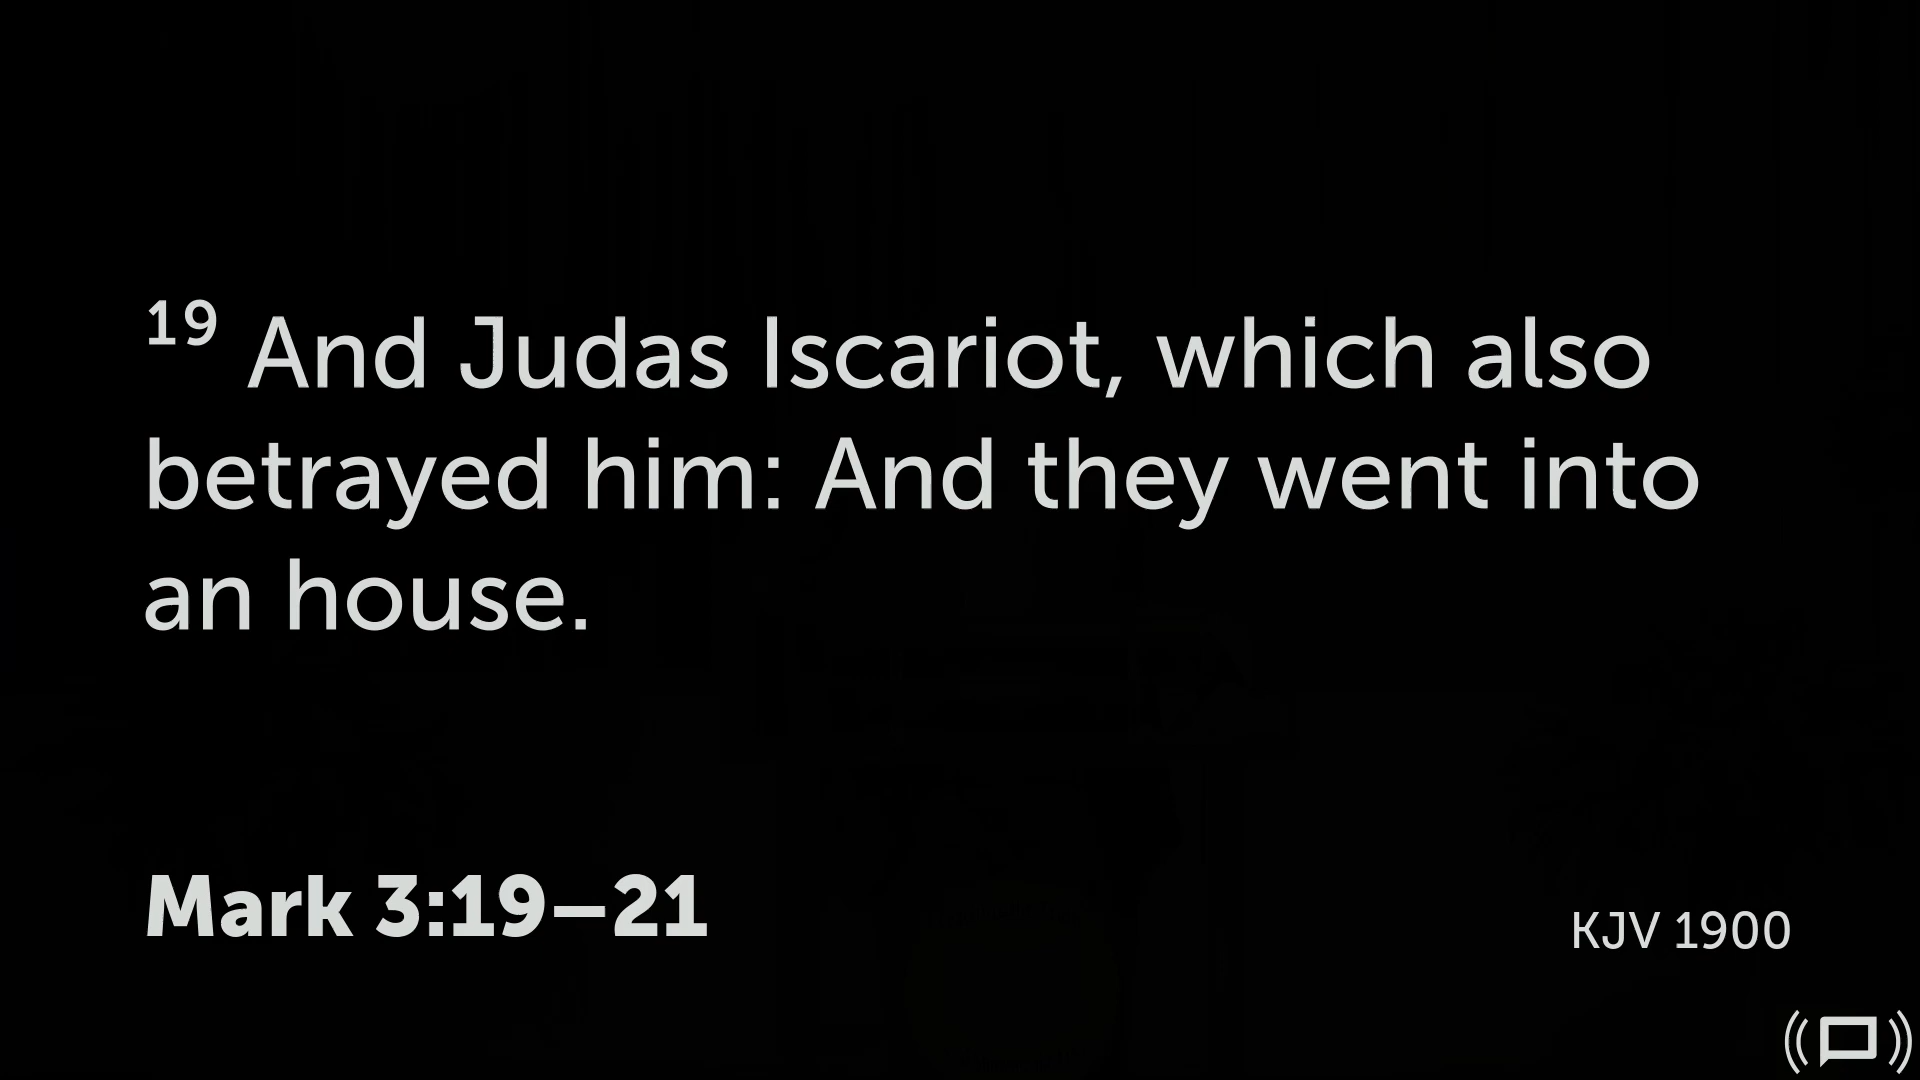 19 And Judas Iscariot, which also
betrayed him: And they went into
an house.
Mark 3:19–21
KJV 1900